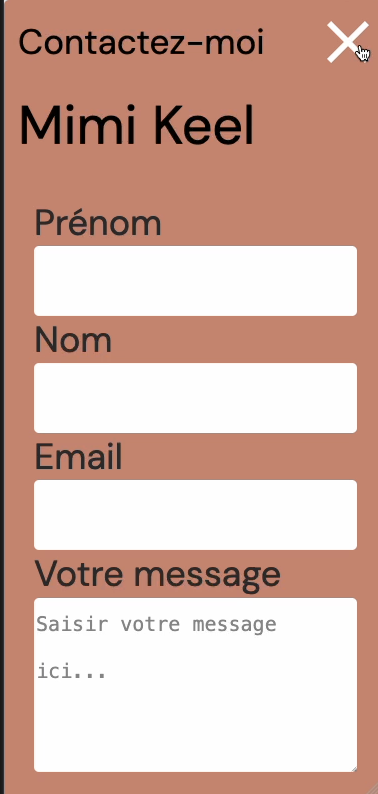 Contactez-moi
Mimi Keel
Prénom
Nom
Email
Votre message
Saisir votre message
ici...